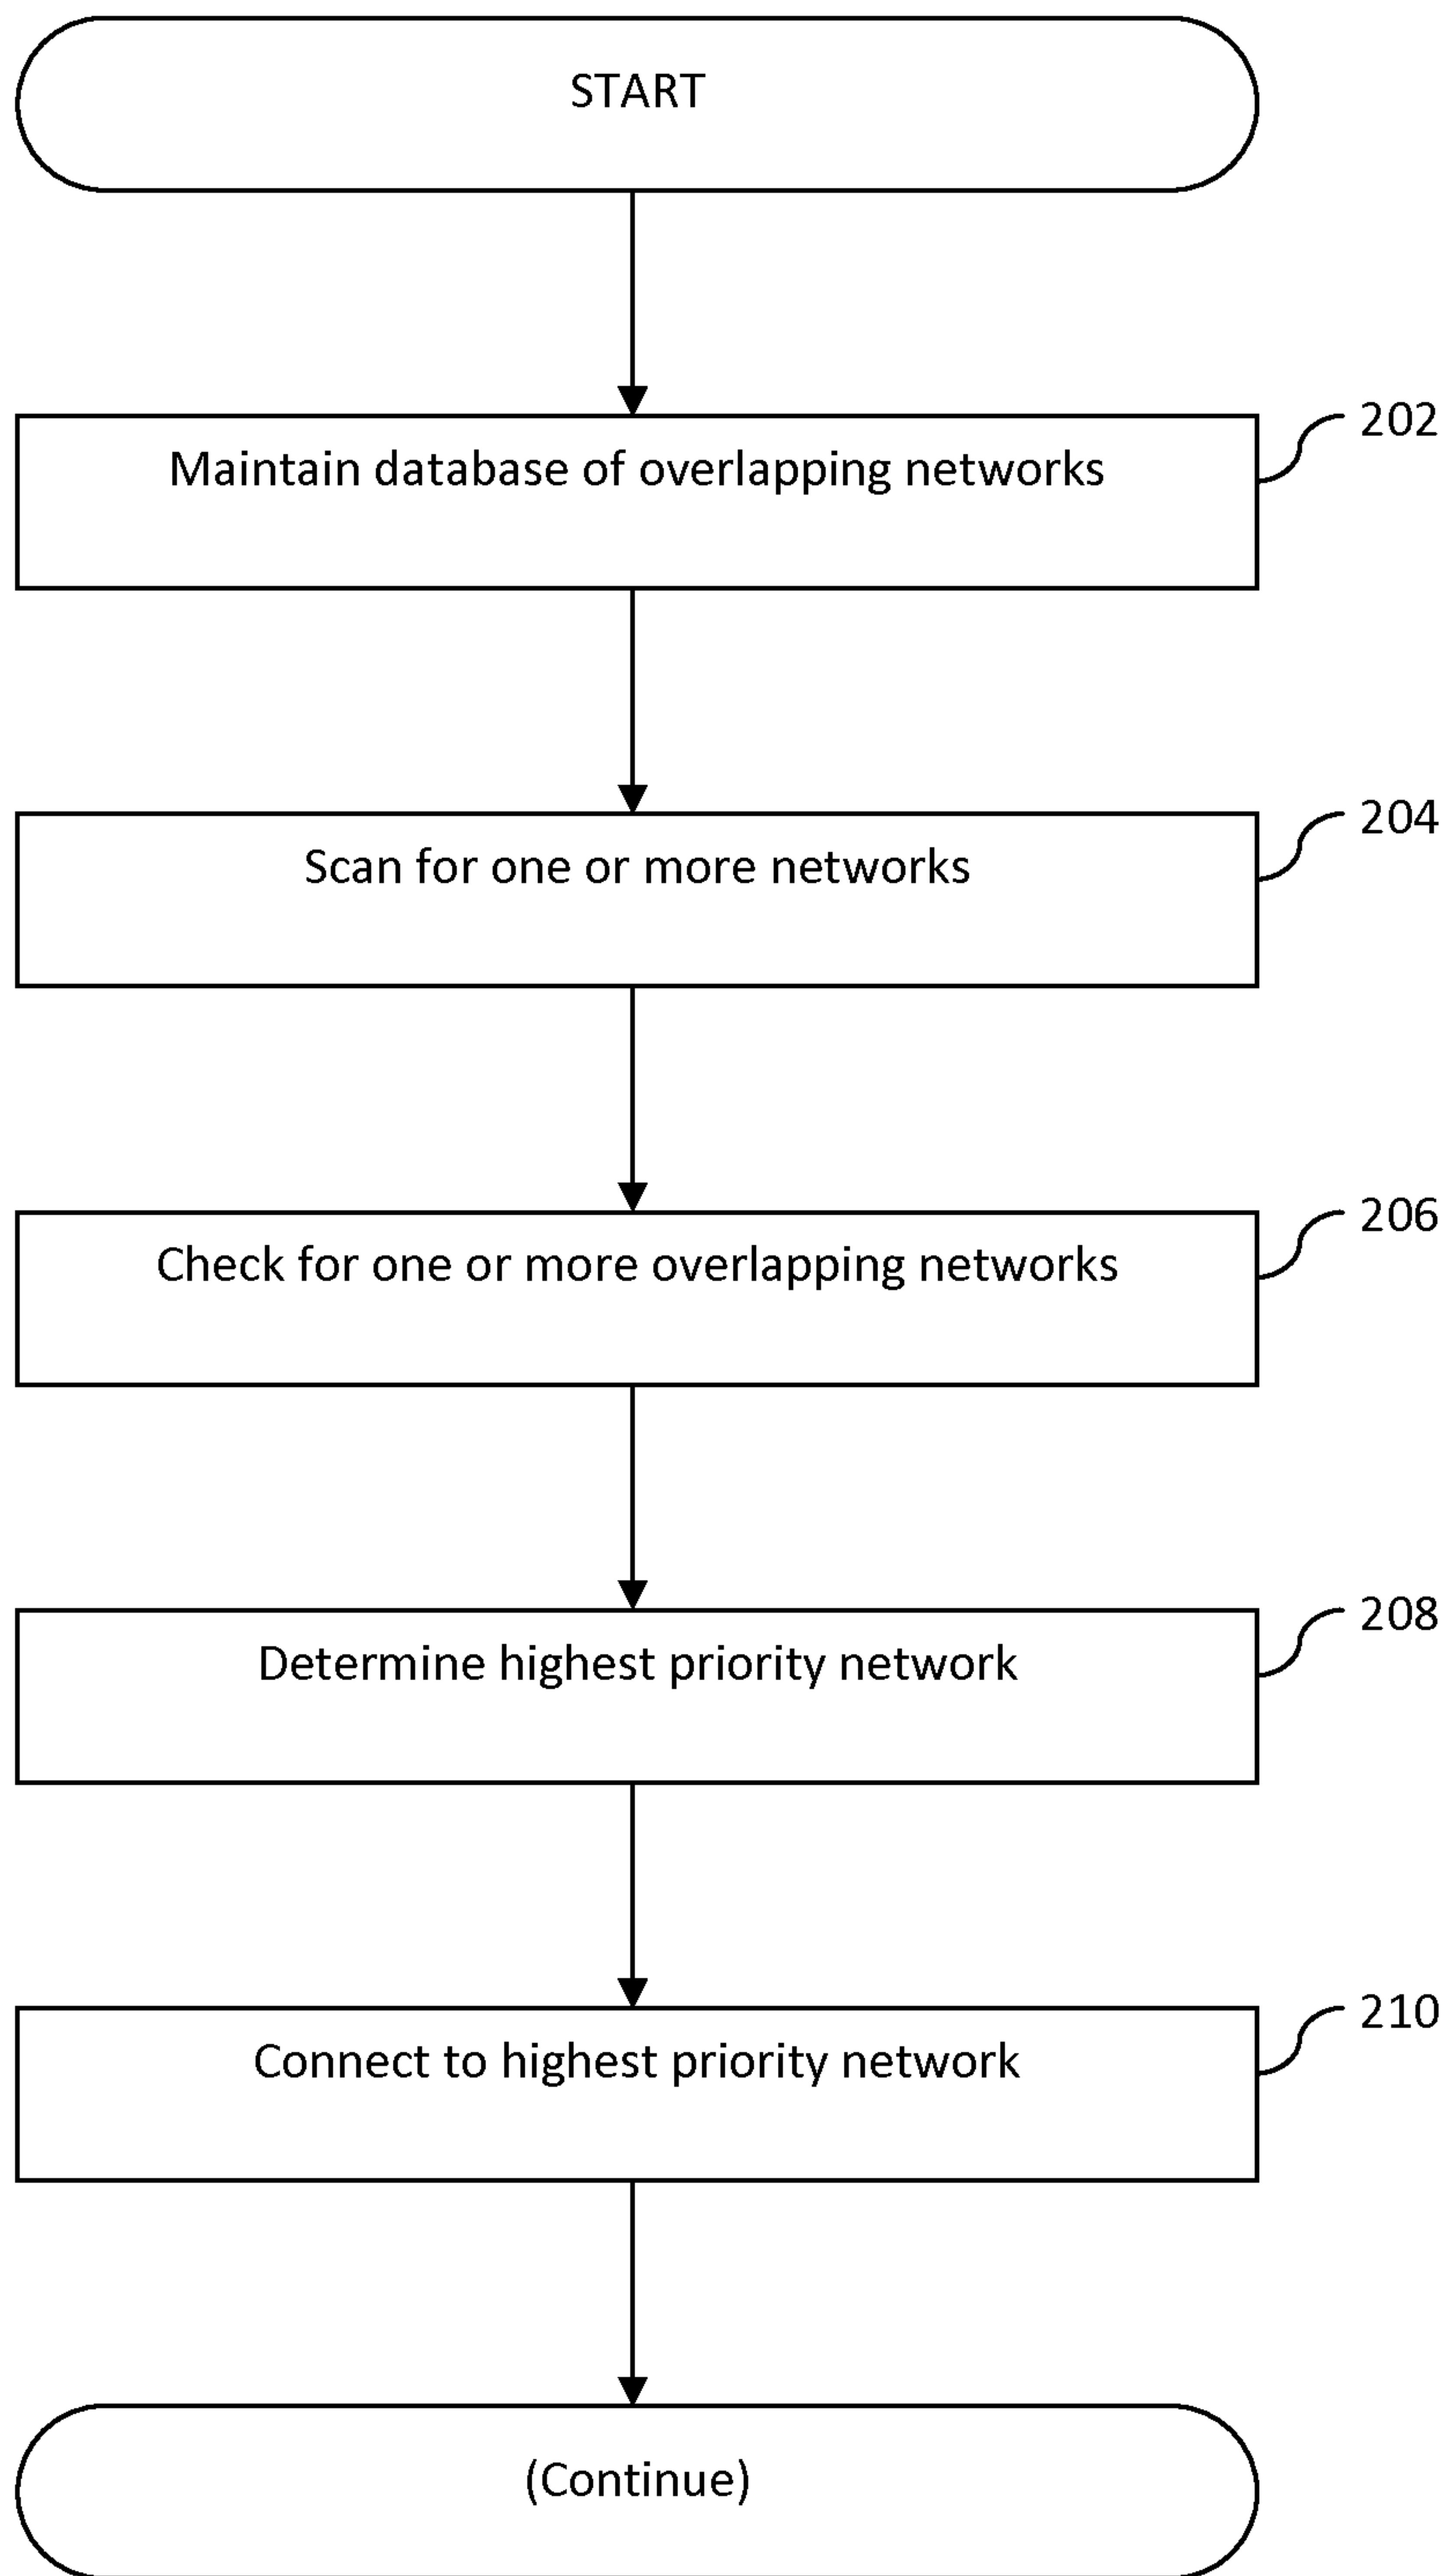 START
Maintain database of overlapping networks
202
Scan for one or more networks
204
Check for one or more overlapping networks
206
Determine highest priority network
208
Connect to highest priority network
210
(Continue)